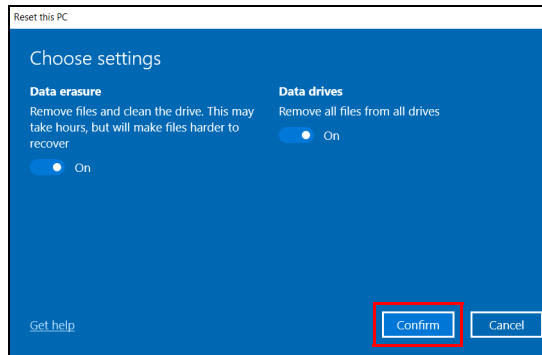 Reset this PC
Choose settings
Data erasure
Remove files and clean the drive. This may
take hours, but will make files harder to
recover
On
Data drives
Remove all files from all drives
On
Get help
Confirm
Cancel